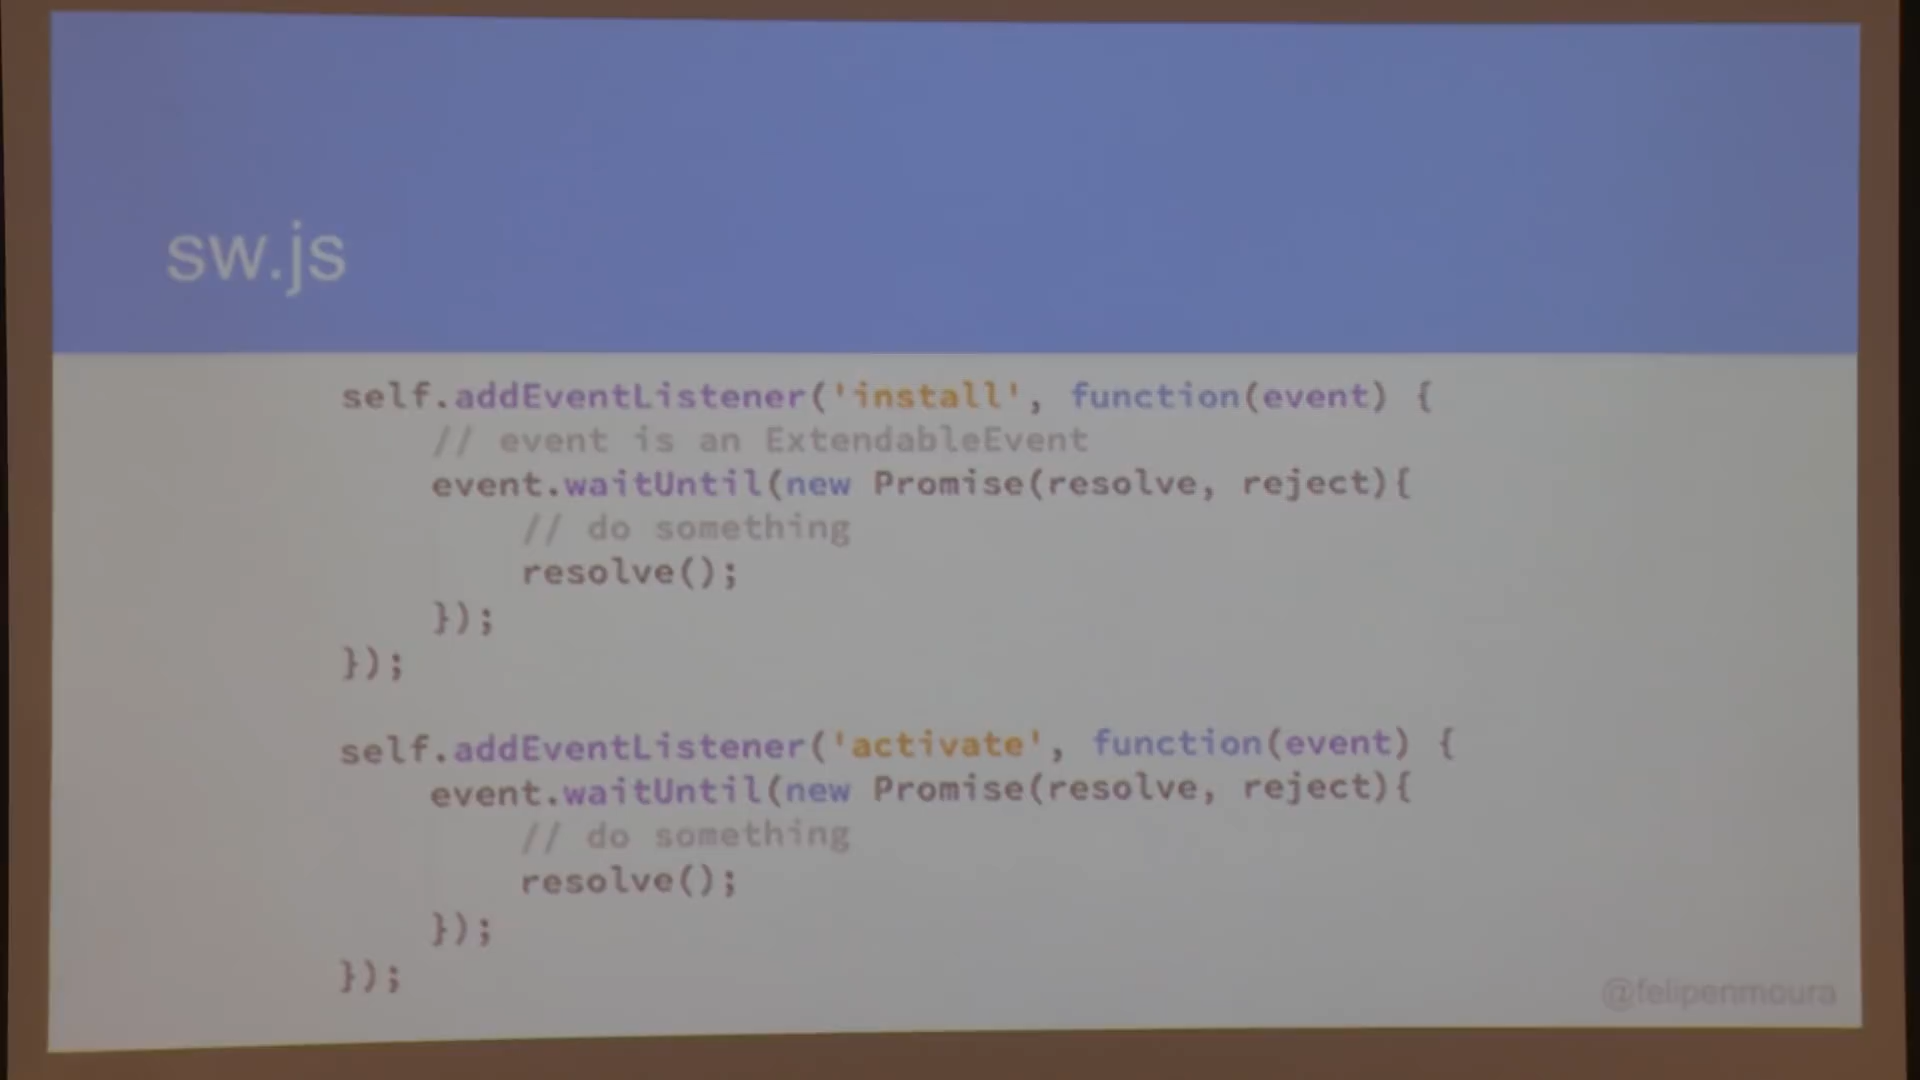 sw.js
self.addEventListener('install', function(event) {
// event is an ExtendableEvent
event.waitUntil(new Promise(resolve, reject){
// do something
resolve();
});
});
self.addEventListener('activate', function(event) {
event.waitUntil(new Promise(resolve, reject){
// do something
resolve();
});
});
@felipenmoura